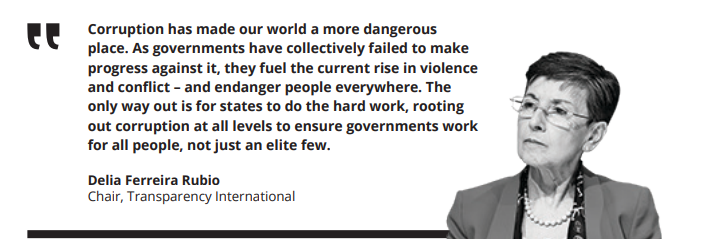 Corruption has made our world a more dangerous
place. As governments have collectively failed to make
progress against it, they fuel the current rise in violence
and conflict – and endanger people everywhere. The
only way out is for states to do the hard work, rooting
out corruption at all levels to ensure governments work
for all people, not just an elite few.
Delia Ferreira Rubio
Chair, Transparency International